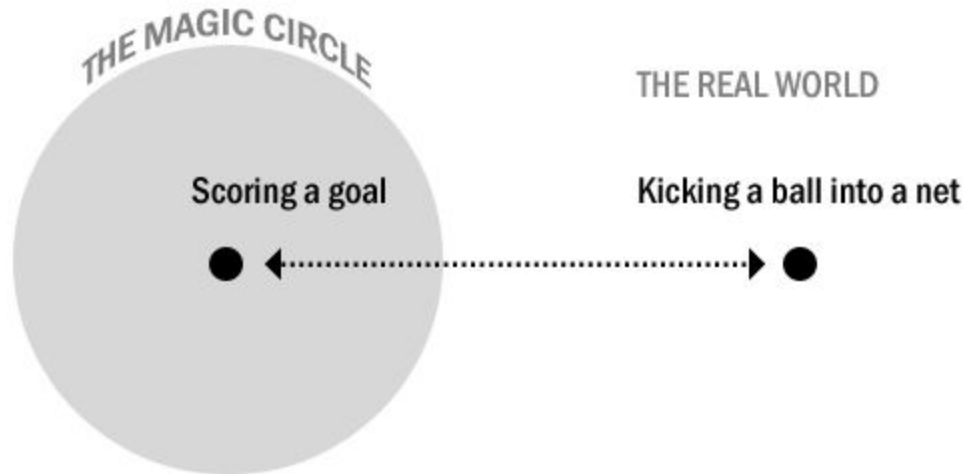 THE MAGIC CIRCLE
THE REAL WORLD
Scoring a goal
Kicking a ball into a net